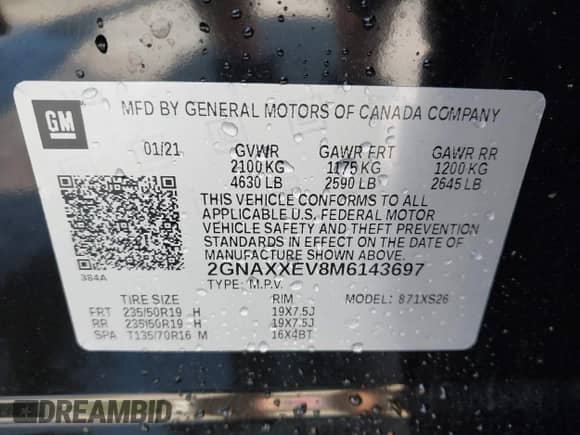 GM
MFD BY GENERAL MOTORS OF CANADA COMPANY
01/21 GVWR GAWR FRT GAWR RR
2100 KG 1175 KG 1200 KG
4630 LB 2590 LB 2645 LB
THIS VEHICLE CONFORMS TO ALL
APPLICABLE U.S. FEDERAL MOTOR
VEHICLE SAFETY AND THEFT PREVENTION
STANDARDS IN EFFECT ON THE DATE OF
MANUFACTURE SHOWN ABOVE.
384A 2GNAXXEV8M6143697
TYPE: M.P.V. MODEL: 871XS26
TIRE SIZE RIM
FRT 235/50R19 H 19X7.5J
RR 235/50R19 H 19X7.5J
SPA T135/70R16 M 16X4BT
DREAMBID